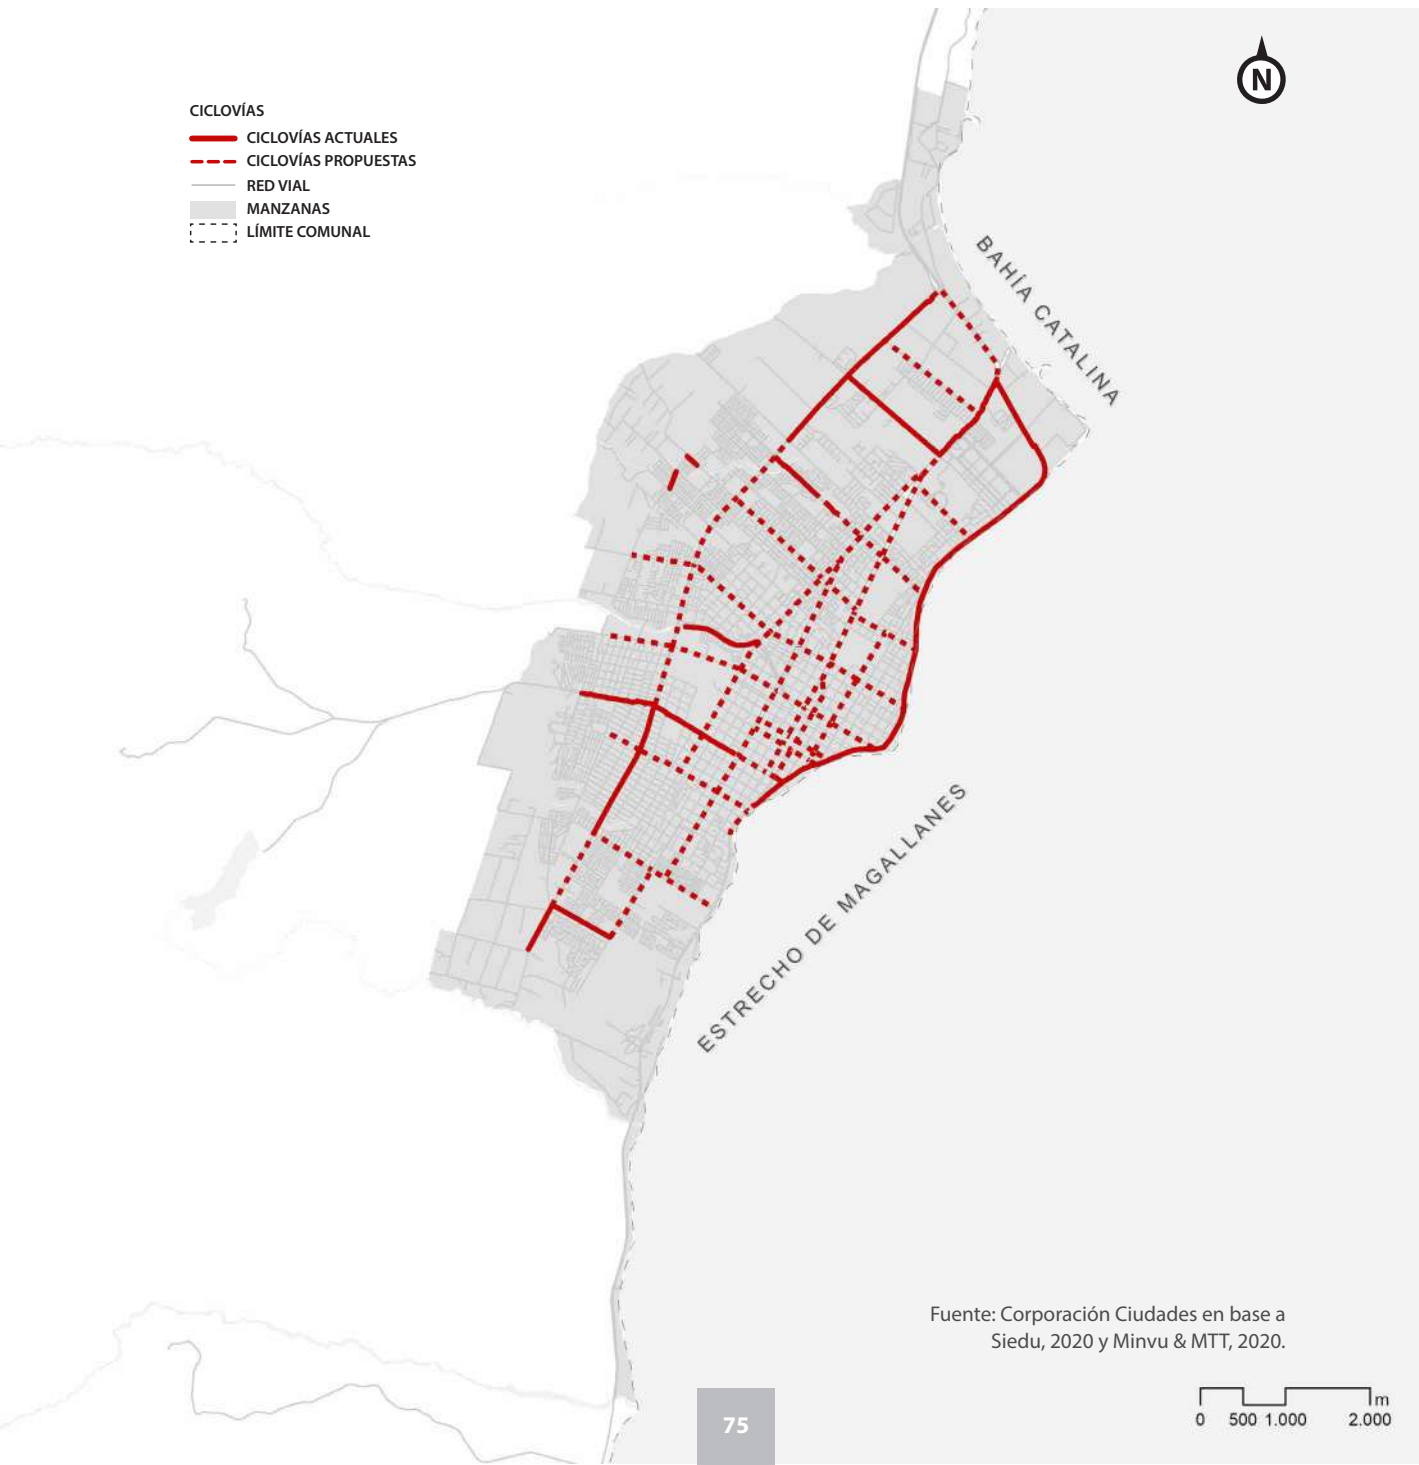 N
CICLOVÍAS
CICLOVÍAS ACTUALES
CICLOVÍAS PROPUESTAS
RED VIAL
MANZANAS
LÍMITE COMUNAL
BAHÍA CATALINA
ESTRECHO DE MAGALLANES
Fuente: Corporación Ciudades en base a
Siedu, 2020 y Minvu & MTT, 2020.
m
0 500 1.000 2.000
75